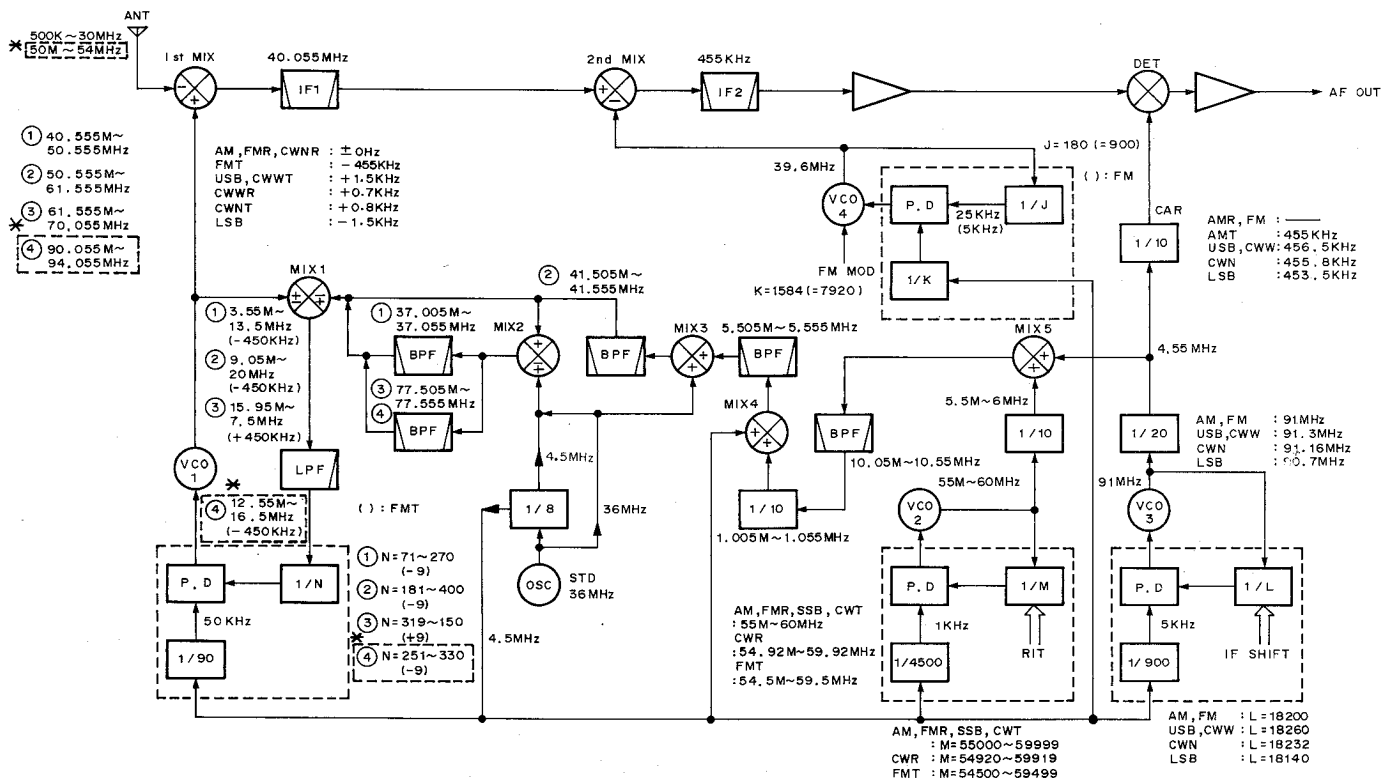 ANT
500K~30MHz
* 50M~54MHz
1st MIX
40.055MHz
IF1
2nd MIX
455KHz
IF2
DET
AF OUT
① 40.555M~
50.555MHz
② 50.555M~
61.555MHz
③ 61.555M~
70.055MHz
*
④ 90.055M~
94.055MHz
AM,FMR,CWNR : ±0Hz
FMT : -455KHz
USB,CWWT : +1.5KHz
CWWR : +0.7KHz
CWNT : +0.8KHz
LSB : -1.5KHz
J=180 (=900)
39.6MHz
( ): FM
VCO
4
P.D
25KHz
(5KHz)
1/J
FM MOD
K=1584(=7920)
1/K
CAR
1/10
AMR,FM : ——
AMT : 455KHz
USB,CWW : 456.5KHz
CWN : 455.8KHz
LSB : 453.5KHz
MIX1
① 3.55M~
13.5MHz
(-450KHz)
② 9.05M~
20MHz
(-450KHz)
③ 15.95M~
7.5MHz
(+450KHz)
① 37.005M~
37.055MHz
BPF
③ 77.505M~
④ 77.555MHz
BPF
MIX2
② 41.505M~
41.555MHz
BPF
MIX3
5.505M~5.555MHz
BPF
MIX4
MIX5
4.55MHz
5.5M~6MHz
BPF
1/10
10.05M~10.55MHz
1/10
1.005M~1.055MHz
1/20
AM,FM : 91MHz
USB,CWW : 91.3MHz
CWN : 91.16MHz
LSB : 90.7MHz
VCO
1
LPF
*
④ 12.55M~
16.5MHz
(-450KHz)
( ): FMT
4.5MHz
1/8
36MHz
OSC
STD
36MHz
55M~60MHz
VCO
2
91MHz
VCO
3
P.D
1/N
50KHz
1/90
① N=71~270
(-9)
② N=181~400
(-9)
③ N=319~150
(+9)
*
④ N=251~330
(-9)
4.5MHz
AM,FMR,SSB,CWT
:55M~60MHz
CWR
:54.92M~59.92MHz
FMT
:54.5M~59.5MHz
P.D
1/M
1KHz
1/4500
RIT
P.D
1/L
5KHz
1/900
IF SHIFT
AM,FMR,SSB,CWT
: M=55000~59999
CWR : M=54920~59919
FMT : M=54500~59499
AM,FM : L=18200
USB,CWW : L=18260
CWN : L=18232
LSB : L=18140